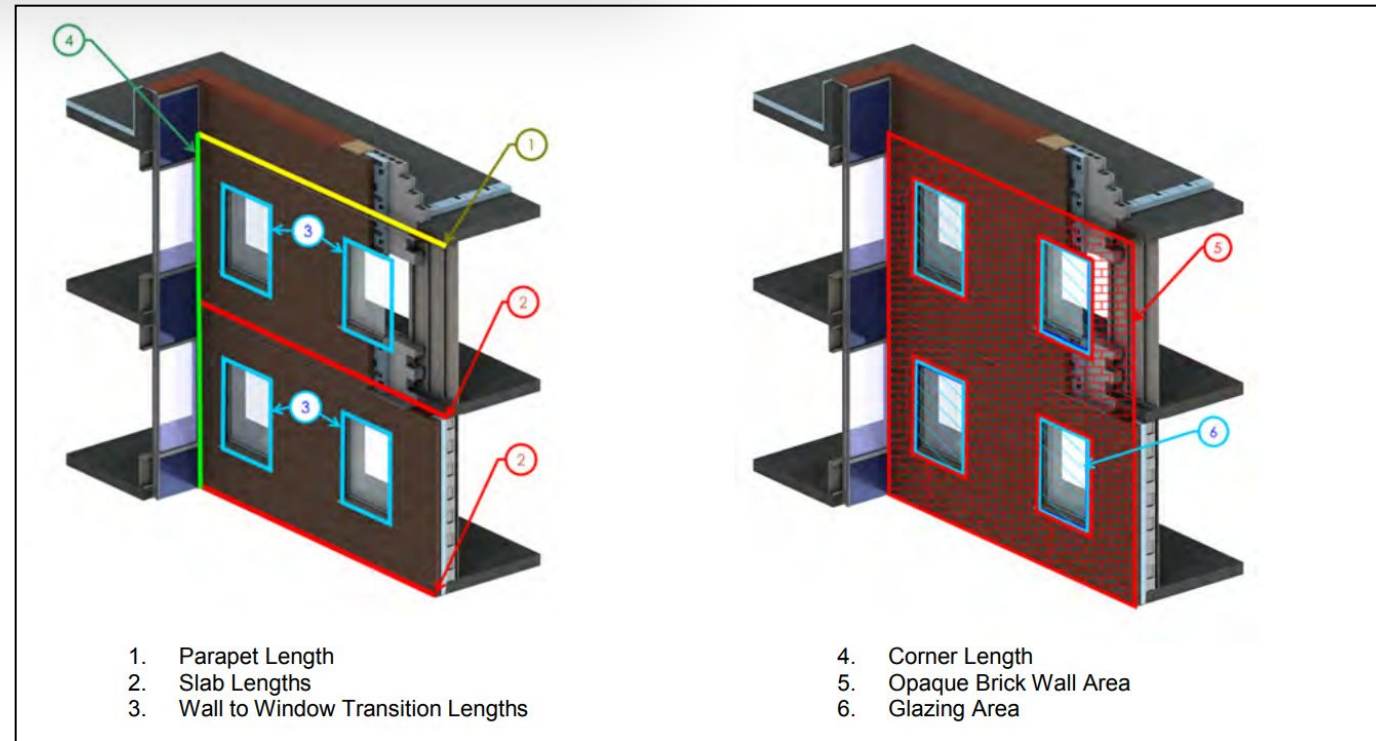 4
1
3
2
3
2
5
6
1. Parapet Length
2. Slab Lengths
3. Wall to Window Transition Lengths
4. Corner Length
5. Opaque Brick Wall Area
6. Glazing Area